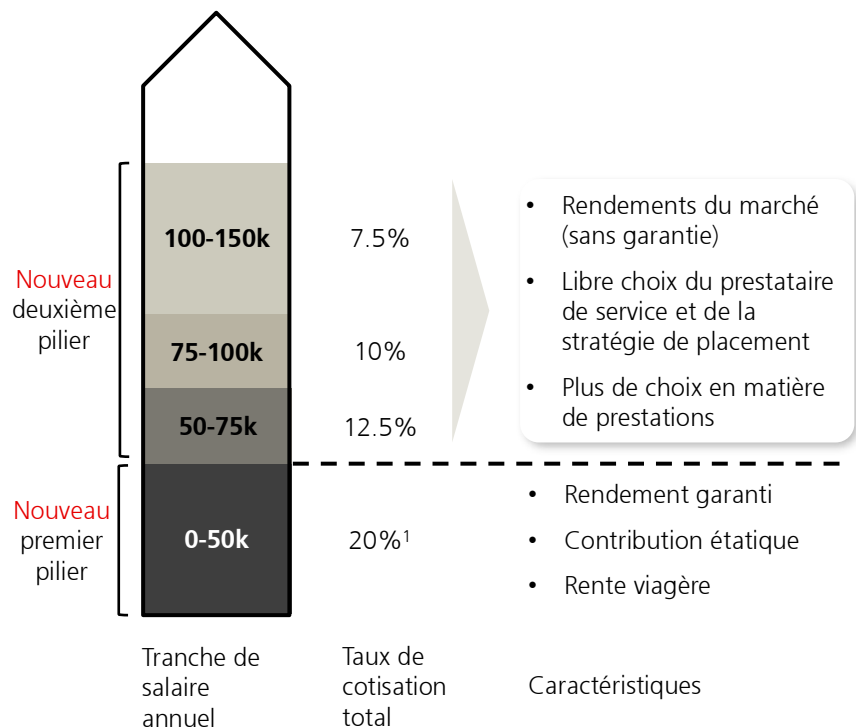 100-150k
7.5%
• Rendements du marché
(sans garantie)
• Libre choix du prestataire
de service et de la
stratégie de placement
• Plus de choix en matière
de prestations
Nouveau
deuxième
pilier
75-100k
10%
50-75k
12.5%
Nouveau
premier
pilier
0-50k
20%¹
• Rendement garanti
• Contribution étatique
• Rente viagère
Tranche de
salaire
annuel
Taux de
cotisation
total
Caractéristiques